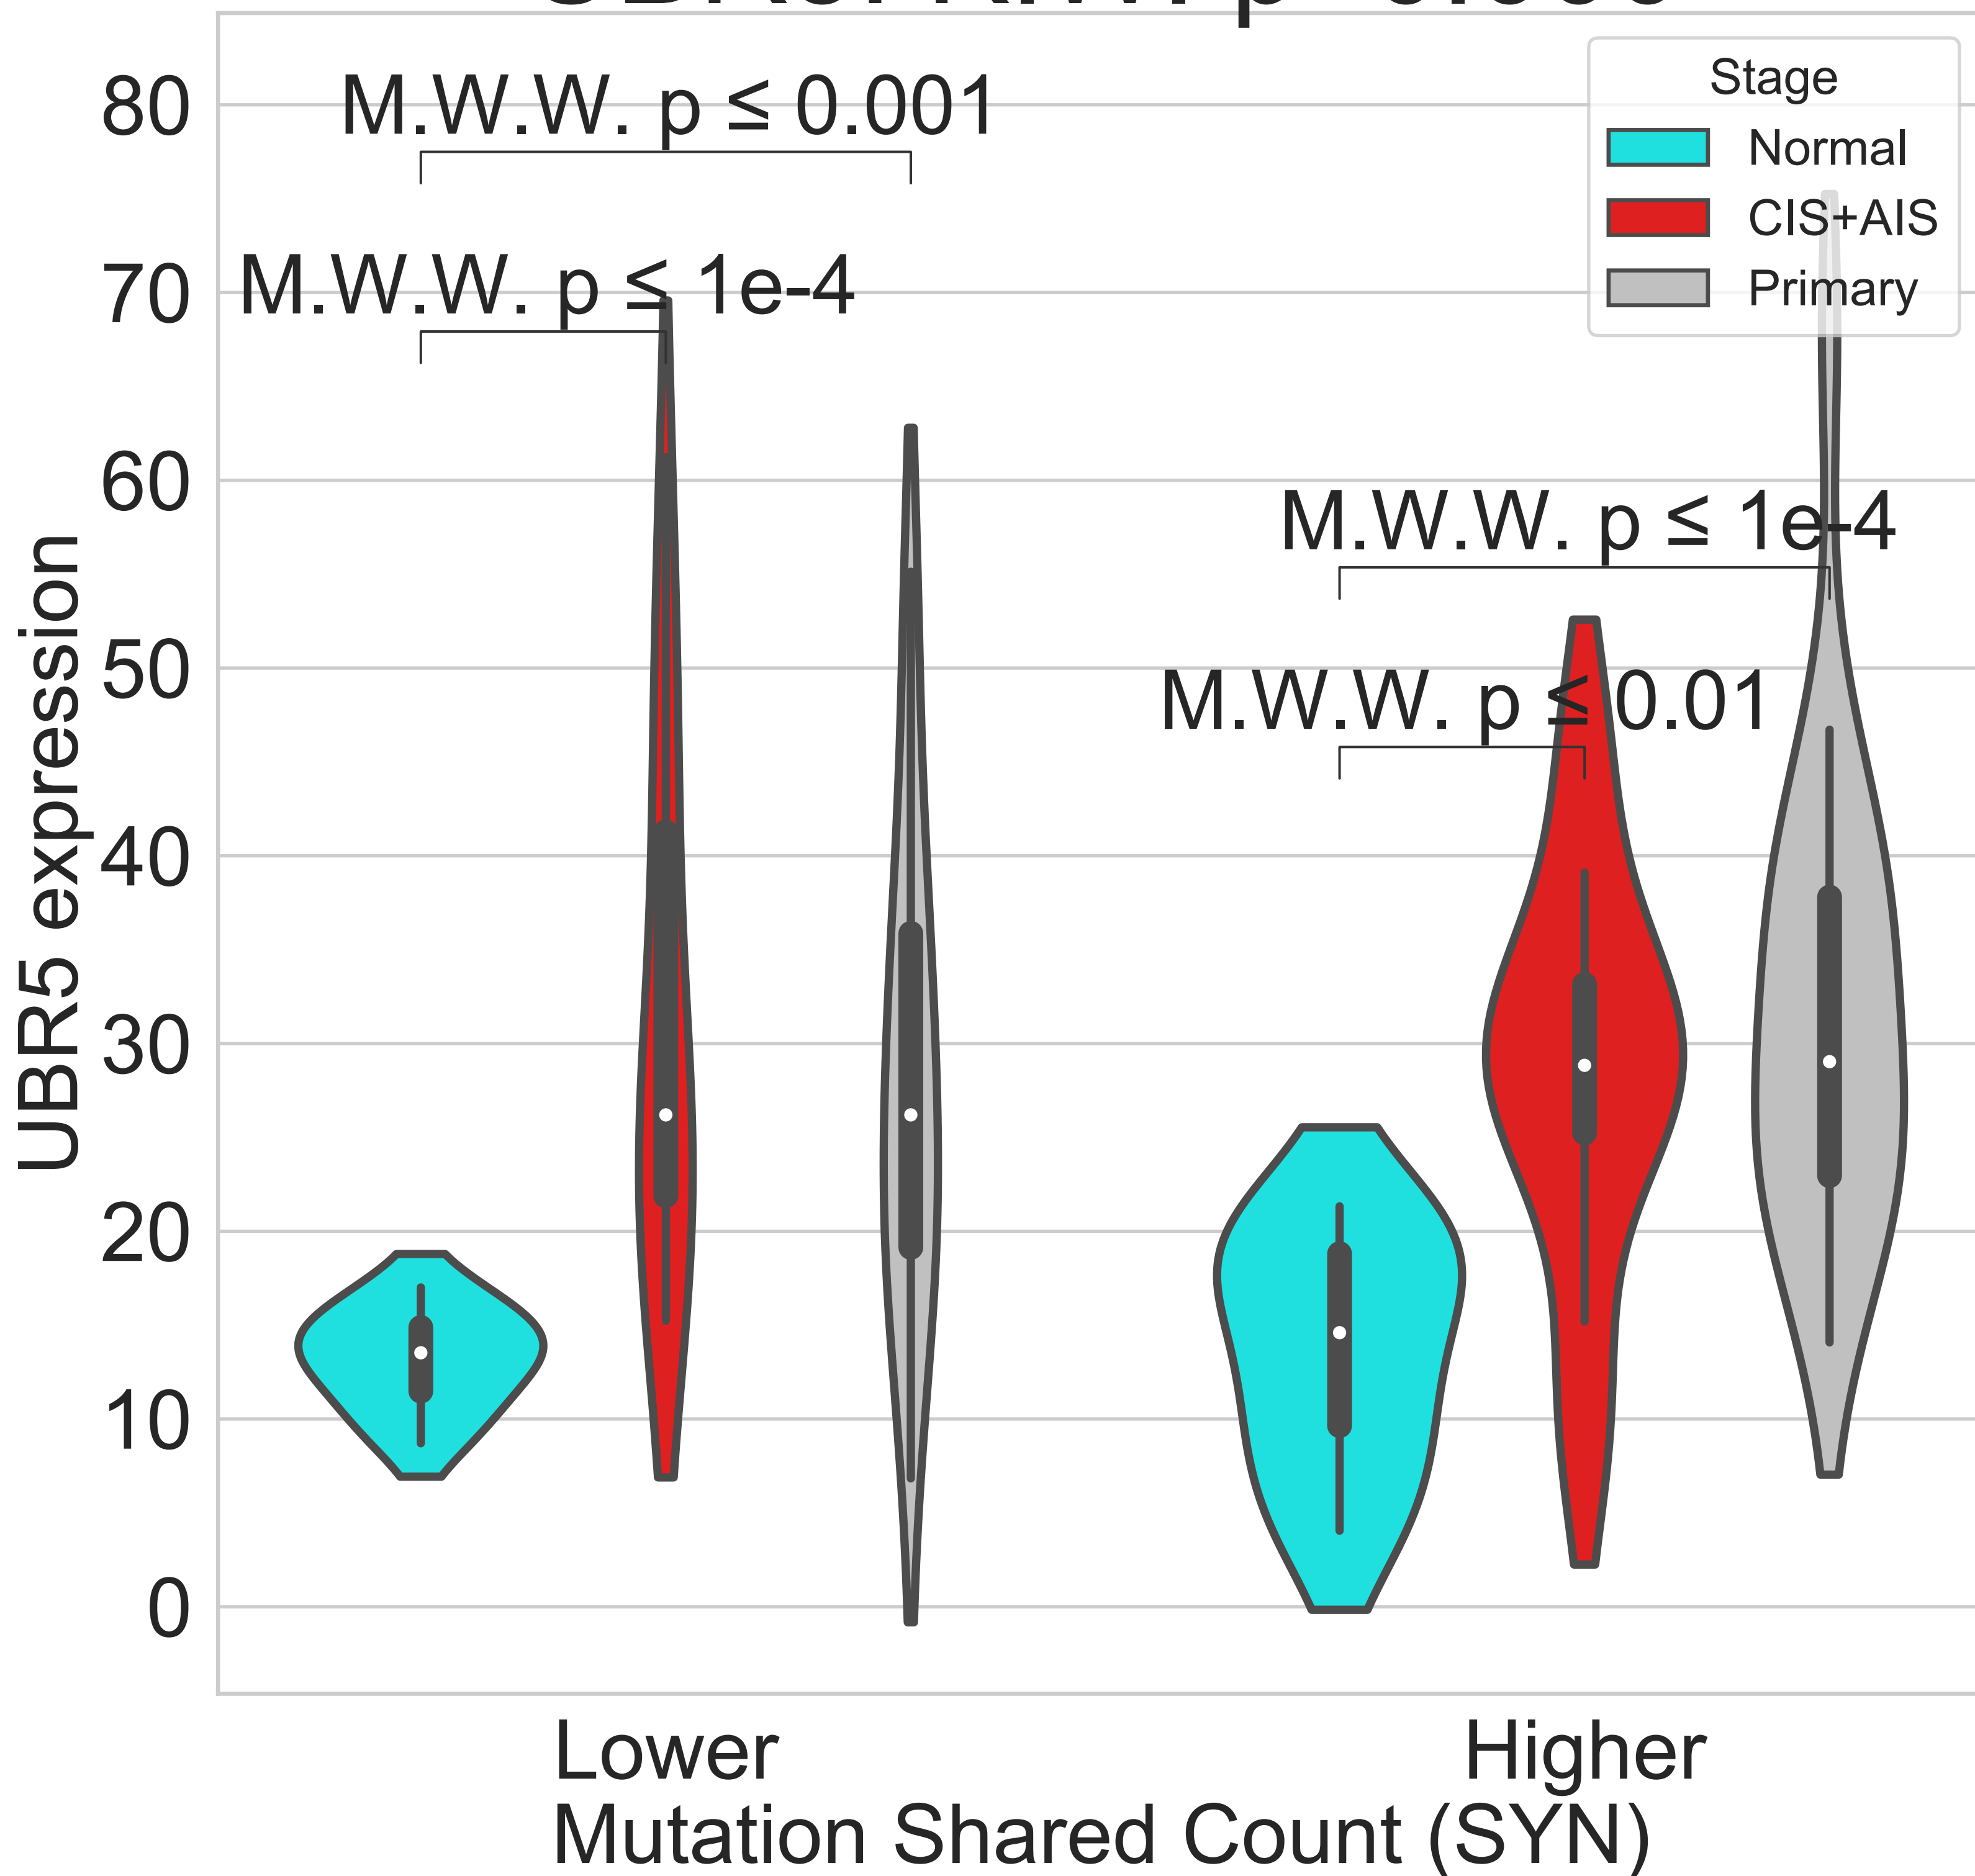 80
70
60
50
40
30
20
10
0
UBR5 expression
M.W.W. p ≤ 0.001
M.W.W. p ≤ 1e-4
M.W.W. p ≤ 1e-4
M.W.W. p ≤ 0.01
Stage
Normal
CIS+AIS
Primary
Lower
Higher
Mutation Shared Count (SYN)